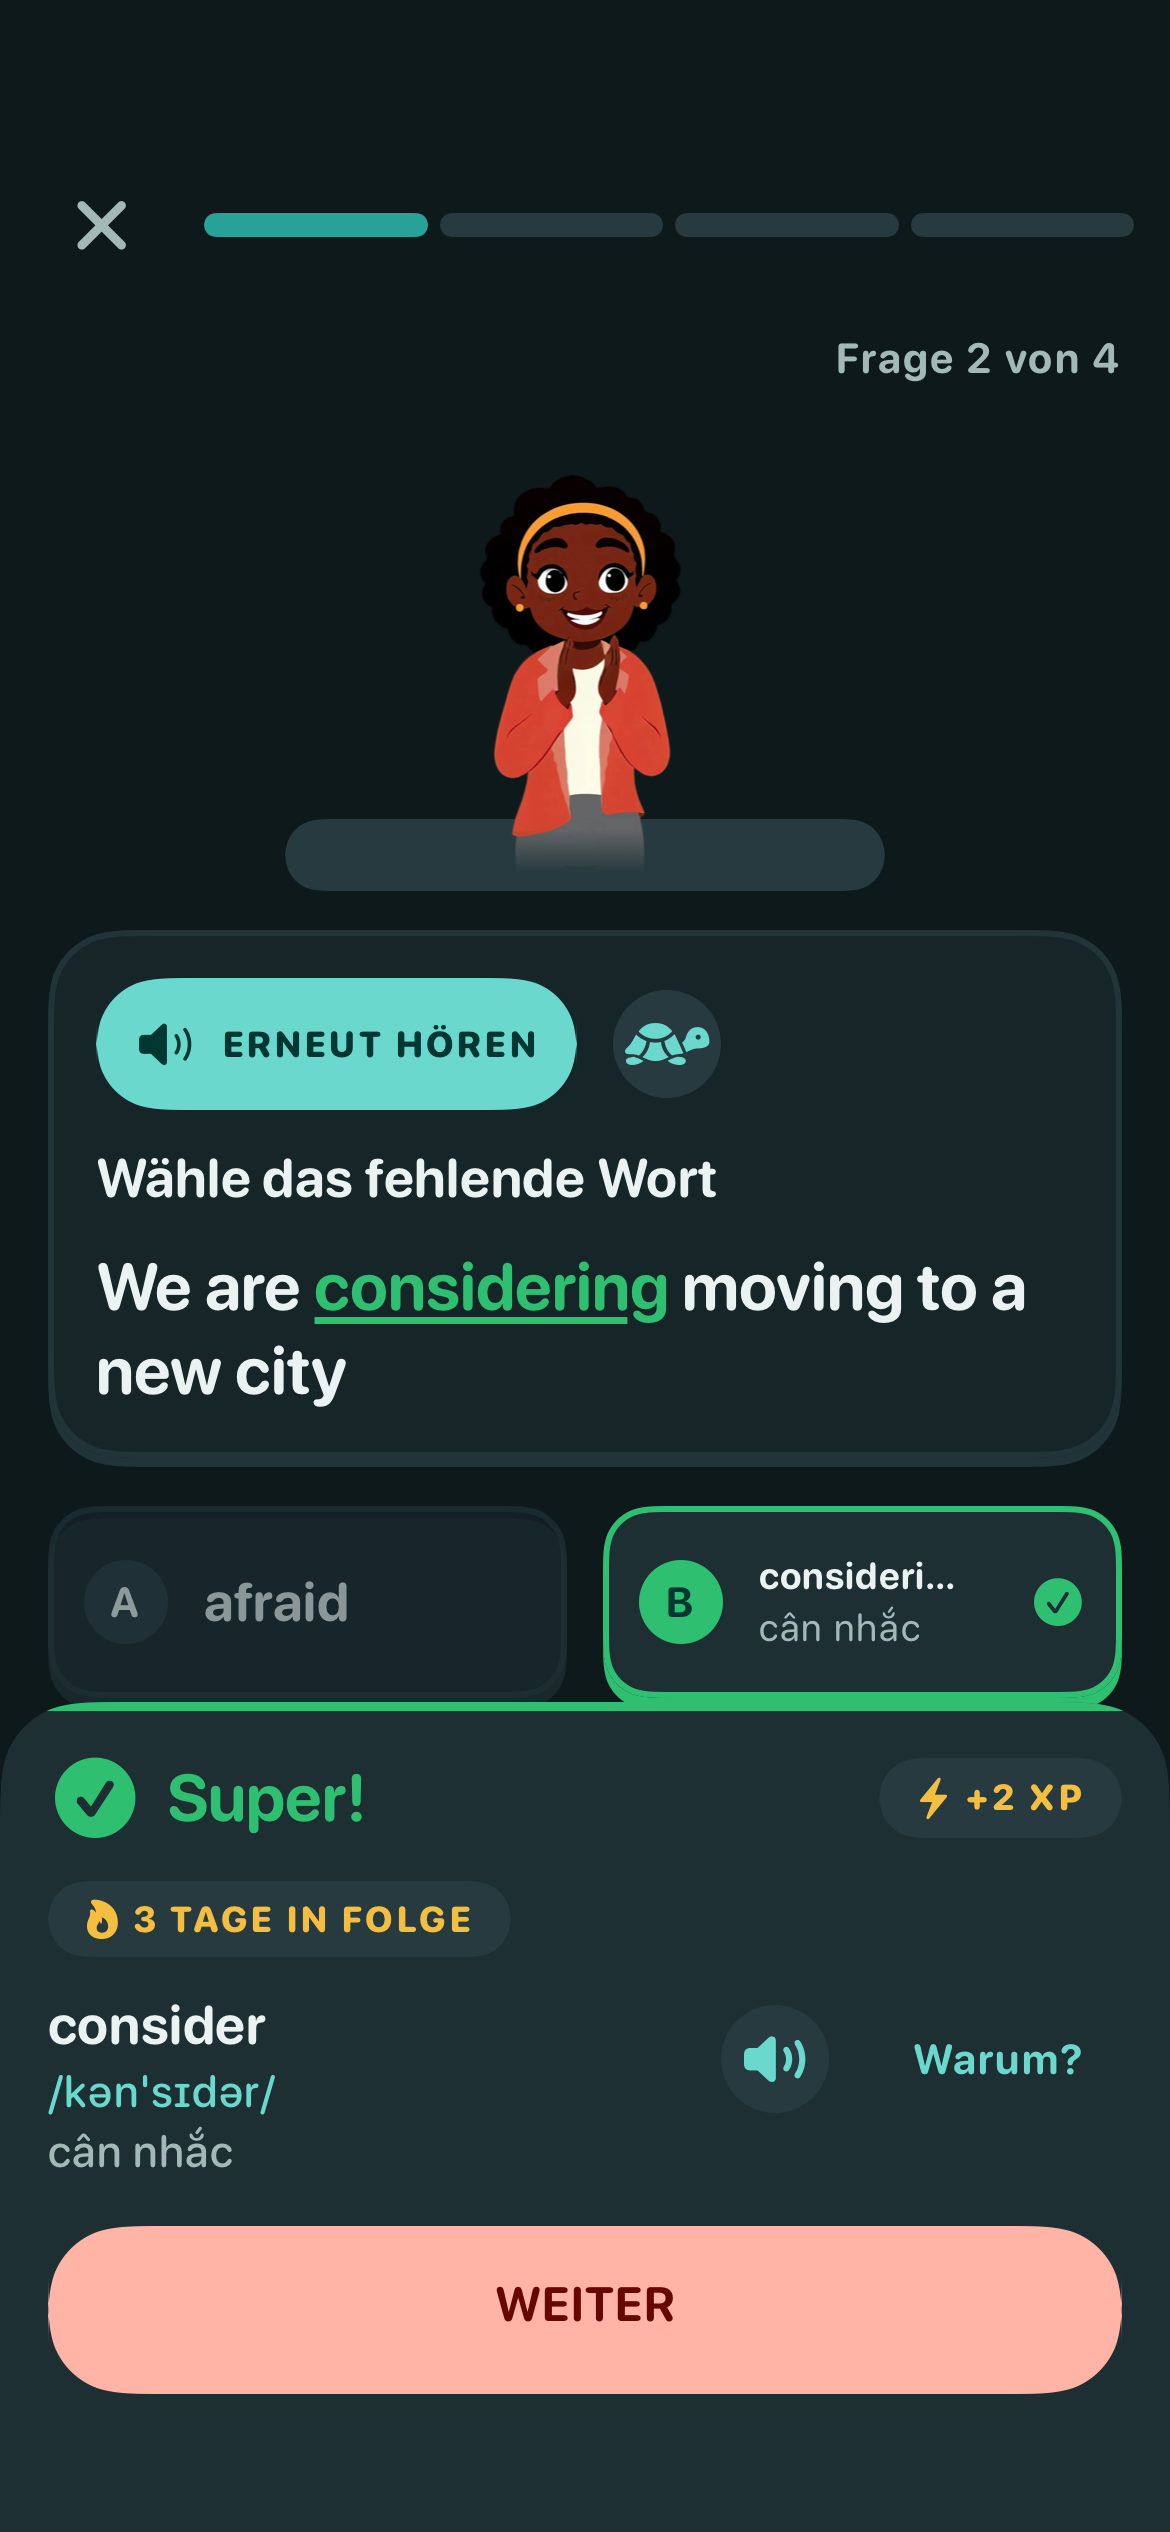 Frage 2 von 4
ERNEUT HÖREN
Wähle das fehlende Wort
We are considering moving to a
new city
A
afraid
B
consideri...
cân nhắc
Super!
+2 XP
3 TAGE IN FOLGE
consider
/kən'sɪdər/
cân nhắc
Warum?
WEITER